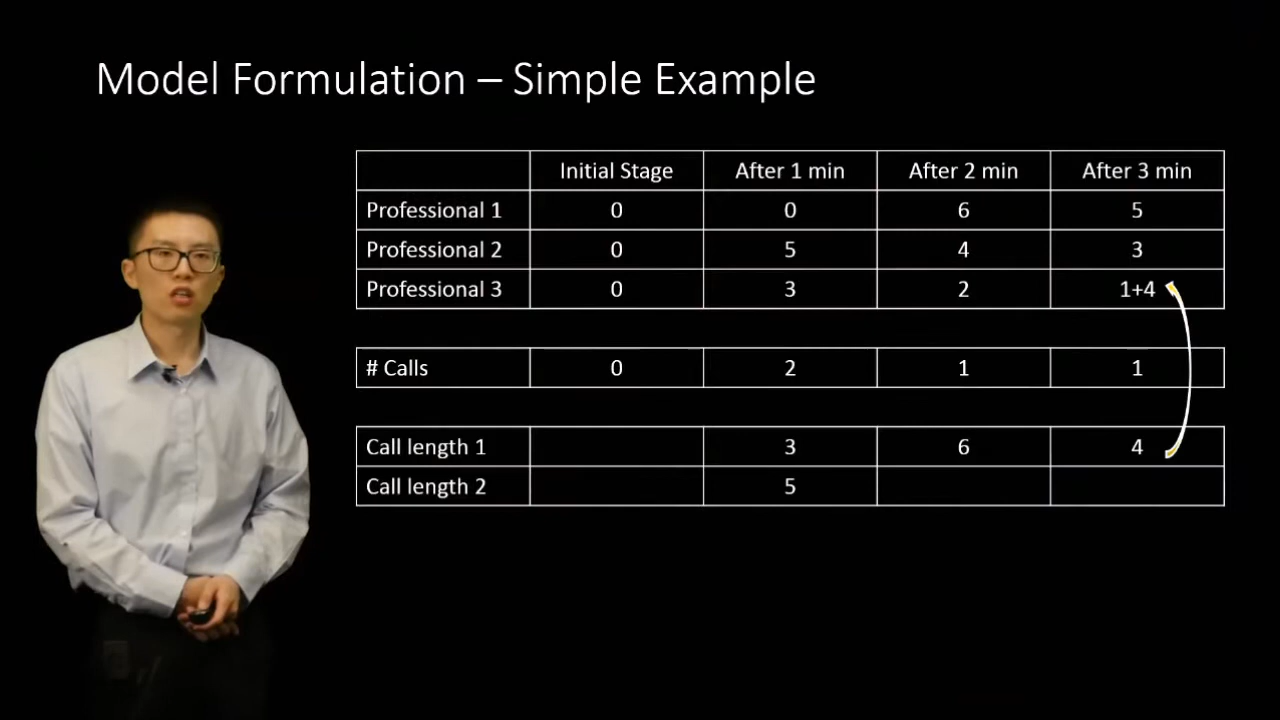 Model Formulation – Simple Example
Initial Stage After 1 min After 2 min After 3 min
Professional 1 0 0 6 5
Professional 2 0 5 4 3
Professional 3 0 3 2 1+4
# Calls 0 2 1 1
Call length 1 3 6 4
Call length 2 5